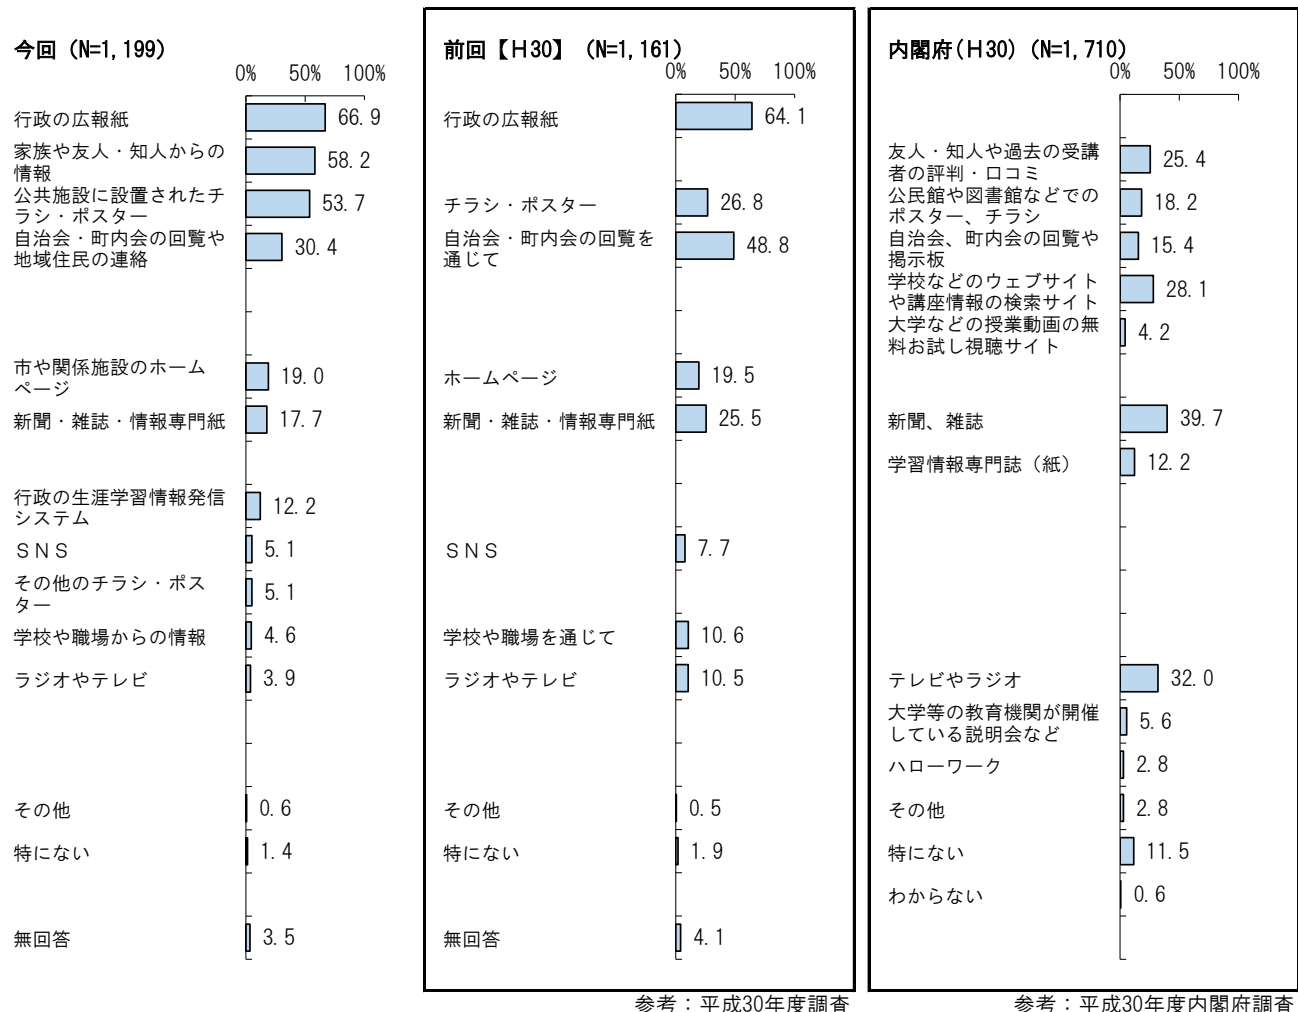 今回（N=1,199）
0% 50% 100%
行政の広報紙 66.9
家族や友人・知人からの
情報 58.2
公共施設に設置されたチ
ラシ・ポスター 53.7
自治会・町内会の回覧や
地域住民の連絡 30.4
市や関係施設のホーム
ページ 19.0
新聞・雑誌・情報専門紙 17.7
行政の生涯学習情報発信
システム 12.2
ＳＮＳ 5.1
その他のチラシ・ポス
ター 5.1
学校や職場からの情報 4.6
ラジオやテレビ 3.9
その他 0.6
特にない 1.4
無回答 3.5
前回【Ｈ30】（N=1,161）
0% 50% 100%
行政の広報紙 64.1
チラシ・ポスター 26.8
自治会・町内会の回覧を
通じて 48.8
ホームページ 19.5
新聞・雑誌・情報専門紙 25.5
ＳＮＳ 7.7
学校や職場を通じて 10.6
ラジオやテレビ 10.5
その他 0.5
特にない 1.9
無回答 4.1
参考：平成30年度調査
内閣府(Ｈ30)（N=1,710）
0% 50% 100%
友人・知人や過去の受講
者の評判・口コミ 25.4
公民館や図書館などでの
ポスター、チラシ 18.2
自治会、町内会の回覧や
掲示板 15.4
学校などのウェブサイト
や講座情報の検索サイト 28.1
大学などの授業動画の無
料お試し視聴サイト 4.2
新聞、雑誌 39.7
学習情報専門誌（紙） 12.2
テレビやラジオ 32.0
大学等の教育機関が開催
している説明会など 5.6
ハローワーク 2.8
その他 2.8
特にない 11.5
わからない 0.6
参考：平成30年度内閣府調査